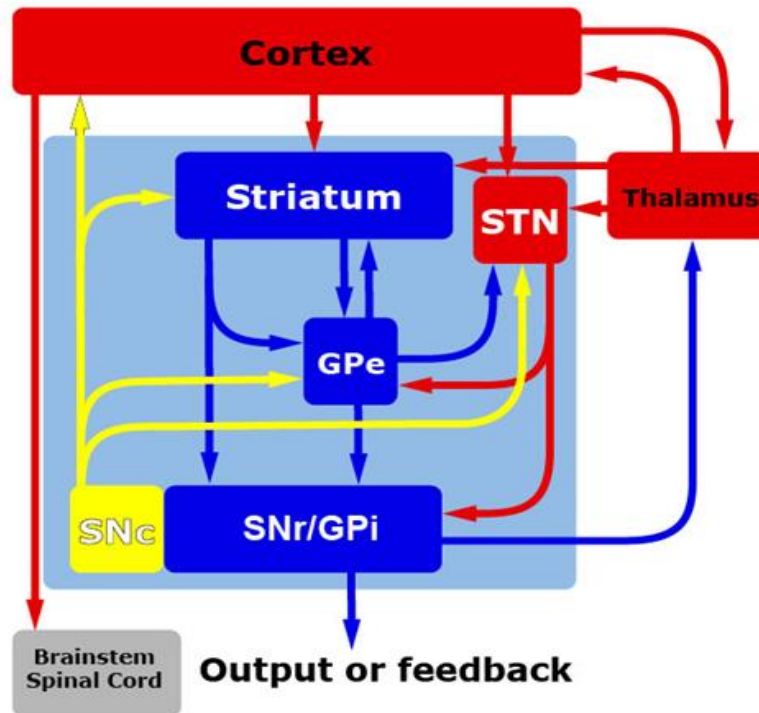 Cortex
Striatum
STN
Thalamus
GPe
SNc
SNr/GPi
Brainstem
Spinal Cord
Output or feedback